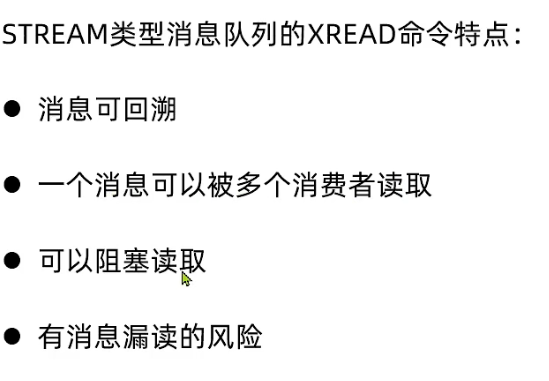 STREAM类型消息队列的XREAD命令特点：
● 消息可回溯
● 一个消息可以被多个消费者读取
● 可以阻塞读取
● 有消息漏读的风险